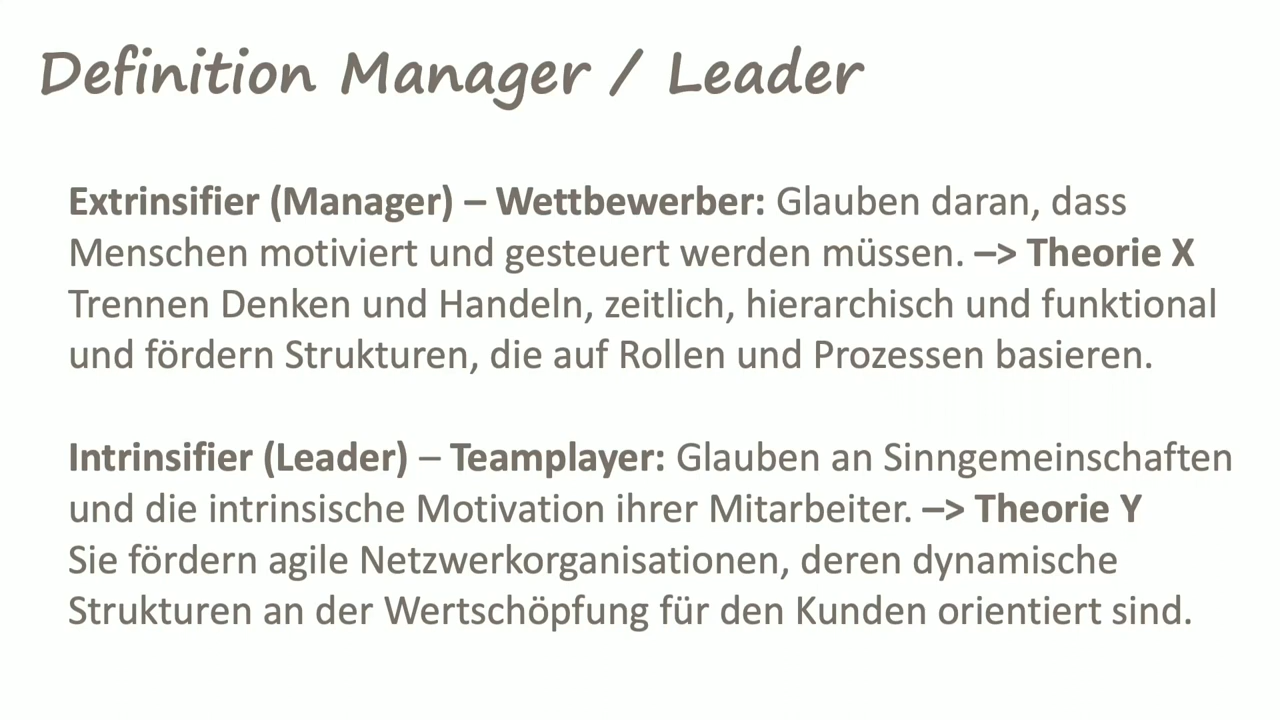 Definition Manager / Leader
Extrinsifier (Manager) – Wettbewerber: Glauben daran, dass
Menschen motiviert und gesteuert werden müssen. –> Theorie X
Trennen Denken und Handeln, zeitlich, hierarchisch und funktional
und fördern Strukturen, die auf Rollen und Prozessen basieren.
Intrinsifier (Leader) – Teamplayer: Glauben an Sinngemeinschaften
und die intrinsische Motivation ihrer Mitarbeiter. –> Theorie Y
Sie fördern agile Netzwerkorganisationen, deren dynamische
Strukturen an der Wertschöpfung für den Kunden orientiert sind.